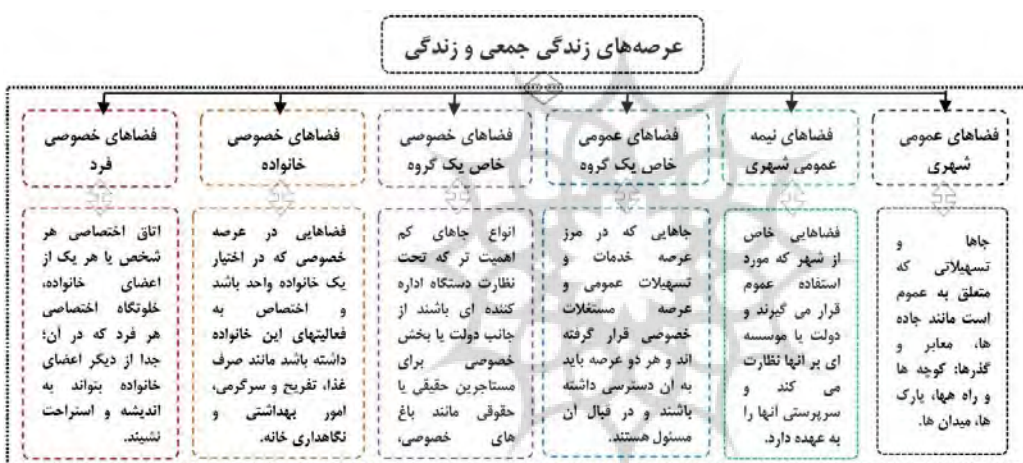 عرصه‌های زندگی جمعی و زندگی
فضاهای عمومی
شهری
فضاهای نیمه
عمومی شهری
فضاهای عمومی
خاص یک گروه
فضاهای خصوصی
خاص یک گروه
فضاهای خصوصی
خانواده
فضاهای خصوصی
فرد
جاها و
تسهیلاتی که
متعلق به عموم
است مانند جاده
ها، معابر و
گذرها: کوچه ها
و راه هها، پارک
ها، میدان ها.
فضاهایی خاص
از شهر که مورد
استفاده عموم
قرار می گیرند و
دولت یا موسسه
ای بر انها نظارت
می کند و
سرپرستی آنها را
به عهده دارد.
جاهایی که در مرز
عرصه خدمات و
تسهیلات عمومی و
عرصه مستغلات
خصوصی قرار گرفته
اند و هر دو عرصه باید
به ان دسترسی داشته
باشند و در قبال آن
مسئول هستند.
انواع جاهای کم
اهمیت تر که تحت
نظارت دستگاه اداره
کننده ای باشند از
جانب دولت یا بخش
خصوصی برای
مستاجرین حقیقی یا
حقوقی مانند باغ
های خصوصی،
فضاهایی در عرصه
خصوصی که در اختیار
یک خانواده واحد باشد
و اختصاص به
فعالیتهای این خانواده
داشته باشد مانند صرف
غذا، تفریح و سرگرمی،
امور بهداشتی و
نگاهداری خانه.
اتاق اختصاصی هر
شخص یا هر یک از
اعضای خانواده،
خلوتگاه اختصاصی
هر فرد که در آن؛
جدا از دیگر اعضای
خانواده بتواند به
اندیشه و استراحت
نشیند.